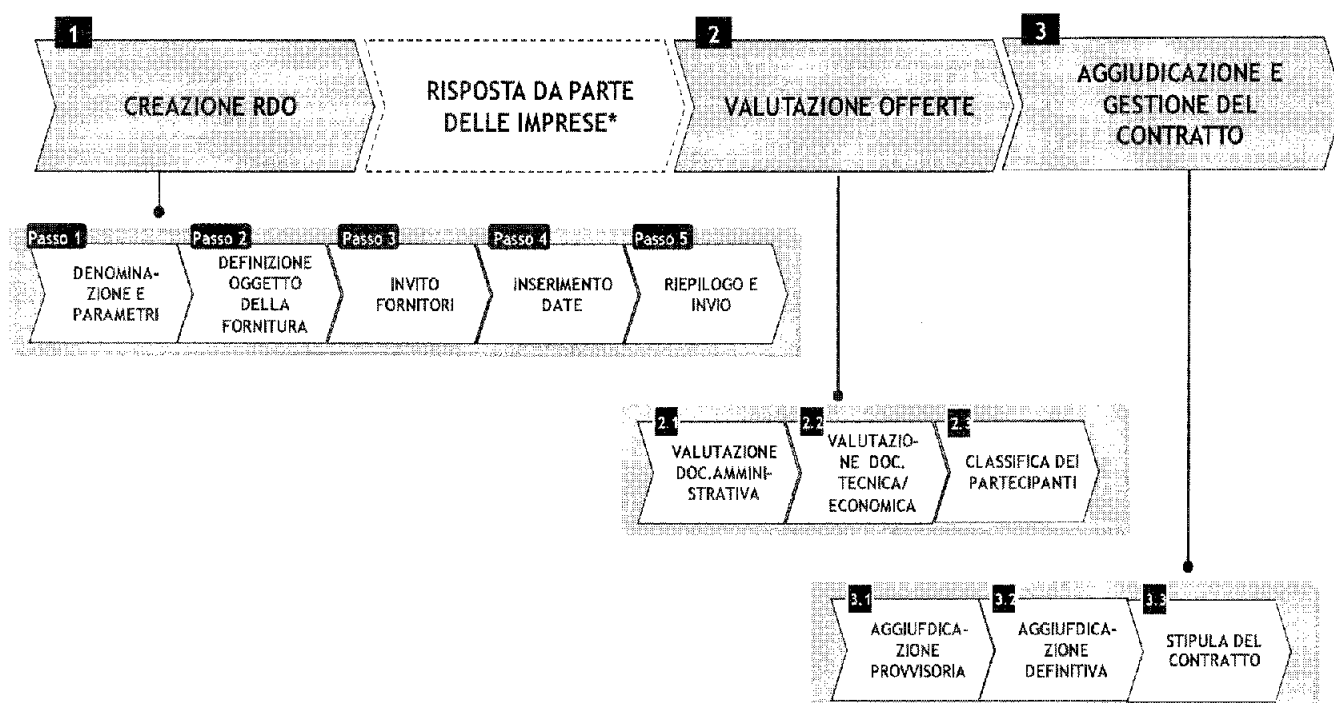 1
CREAZIONE RDO
RISPOSTA DA PARTE
DELLE IMPRESE*
2
VALUTAZIONE OFFERTE
3
AGGIUDICAZIONE E
GESTIONE DEL
CONTRATTO
Passo 1
DENOMINA-
ZIONE E
PARAMETRI
Passo 2
DEFINIZIONE
OGGETTO
DELLA
FORNITURA
Passo 3
INVITO
FORNITORI
Passo 4
INSERIMENTO
DATE
Passo 5
RIEPILOGO E
INVIO
2.1
VALUTAZIONE
DOC.AMMINI-
STRATIVA
2.2
VALUTAZIO-
NE DOC.
TECNICA/
ECONOMICA
2.3
CLASSIFICA DEI
PARTECIPANTI
3.1
AGGIUFDICA-
ZIONE
PROVVISORIA
3.2
AGGIUFDICA-
ZIONE
DEFINITIVA
3.3
STIPULA DEL
CONTRATTO